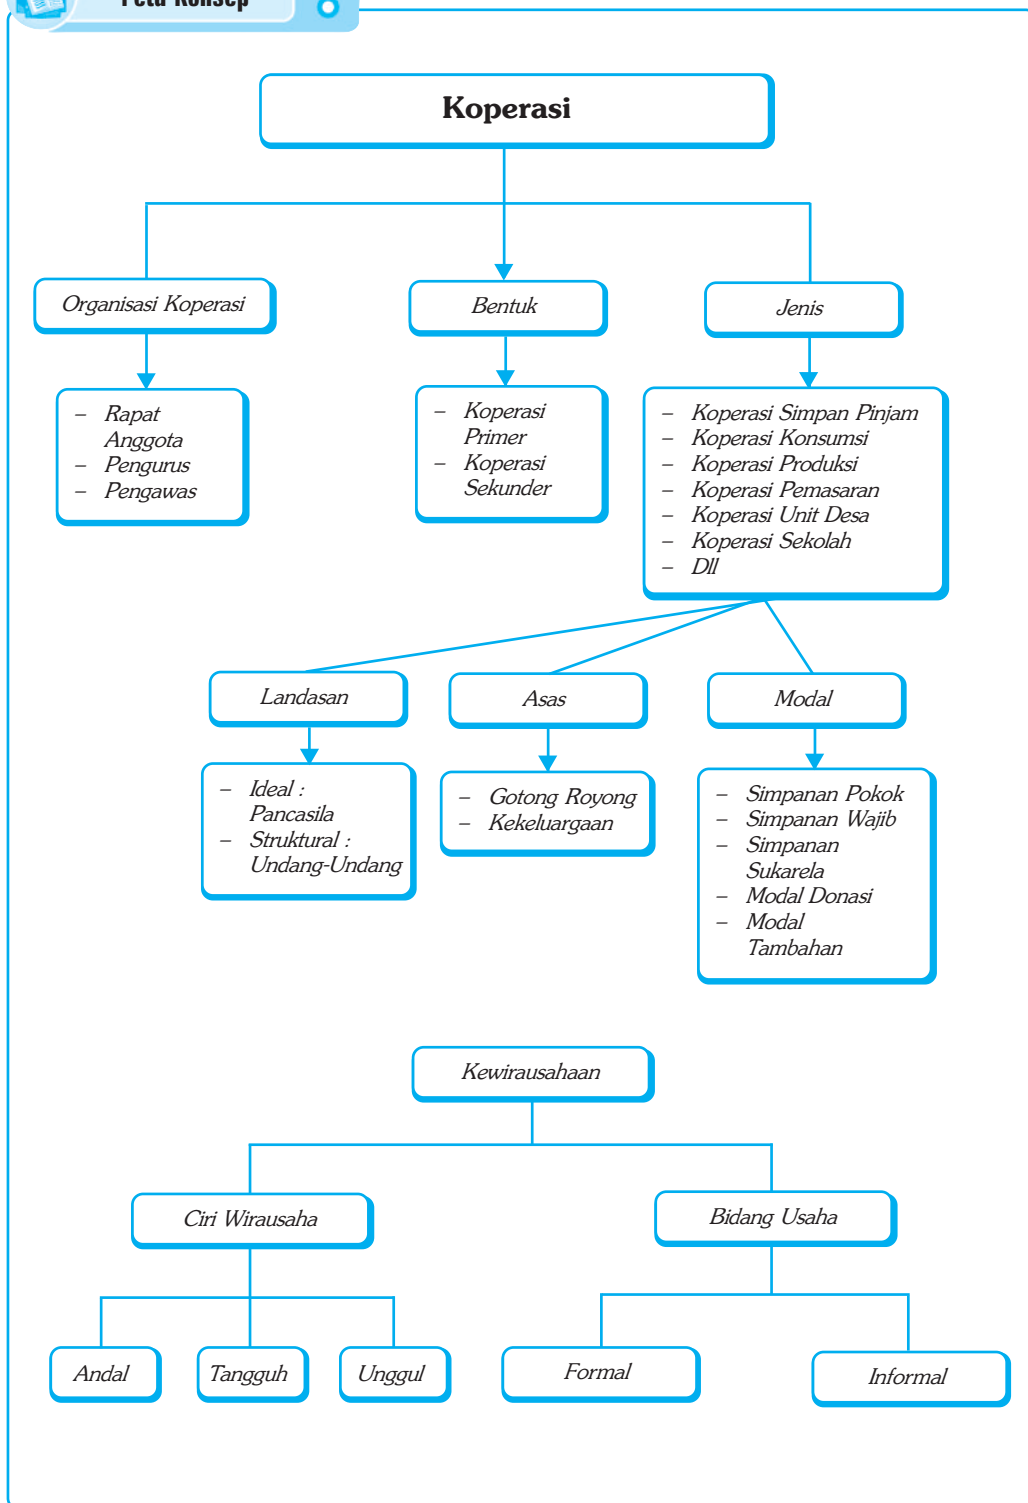 Peta Konsep
Koperasi
Organisasi Koperasi
Bentuk
Jenis
– Rapat
Anggota
– Pengurus
– Pengawas
– Koperasi
Primer
– Koperasi
Sekunder
– Koperasi Simpan Pinjam
– Koperasi Konsumsi
– Koperasi Produksi
– Koperasi Pemasaran
– Koperasi Unit Desa
– Koperasi Sekolah
– Dll
Landasan
Asas
Modal
– Ideal :
Pancasila
– Struktural :
Undang-Undang
– Gotong Royong
– Kekeluargaan
– Simpanan Pokok
– Simpanan Wajib
– Simpanan
Sukarela
– Modal Donasi
– Modal
Tambahan
Kewirausahaan
Ciri Wirausaha
Bidang Usaha
Andal
Tangguh
Unggul
Formal
Informal